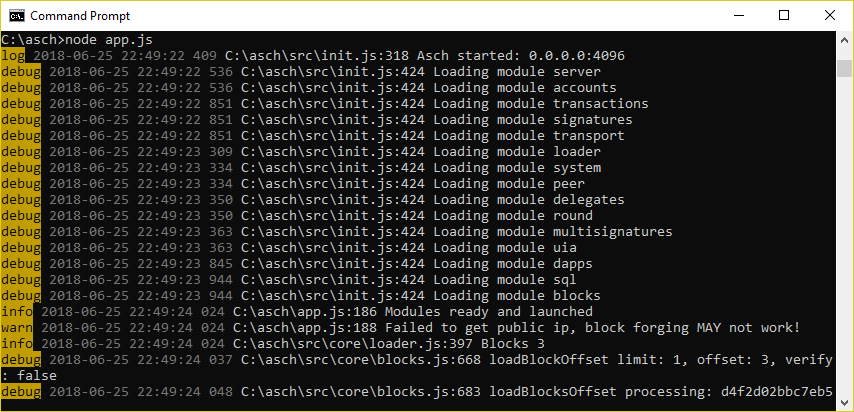 Command Prompt
C:\asch>node app.js
log 2018-06-25 22:49:22 409 C:\asch\src\init.js:318 Asch started: 0.0.0.0:4096
debug 2018-06-25 22:49:22 536 C:\asch\src\init.js:424 Loading module server
debug 2018-06-25 22:49:22 536 C:\asch\src\init.js:424 Loading module accounts
debug 2018-06-25 22:49:22 851 C:\asch\src\init.js:424 Loading module transactions
debug 2018-06-25 22:49:22 851 C:\asch\src\init.js:424 Loading module signatures
debug 2018-06-25 22:49:22 851 C:\asch\src\init.js:424 Loading module transport
debug 2018-06-25 22:49:23 309 C:\asch\src\init.js:424 Loading module loader
debug 2018-06-25 22:49:23 334 C:\asch\src\init.js:424 Loading module system
debug 2018-06-25 22:49:23 334 C:\asch\src\init.js:424 Loading module peer
debug 2018-06-25 22:49:23 350 C:\asch\src\init.js:424 Loading module delegates
debug 2018-06-25 22:49:23 350 C:\asch\src\init.js:424 Loading module round
debug 2018-06-25 22:49:23 363 C:\asch\src\init.js:424 Loading module multisignatures
debug 2018-06-25 22:49:23 363 C:\asch\src\init.js:424 Loading module uia
debug 2018-06-25 22:49:23 845 C:\asch\src\init.js:424 Loading module dapps
debug 2018-06-25 22:49:23 944 C:\asch\src\init.js:424 Loading module sql
debug 2018-06-25 22:49:23 944 C:\asch\src\init.js:424 Loading module blocks
info 2018-06-25 22:49:24 024 C:\asch\app.js:186 Modules ready and launched
warn 2018-06-25 22:49:24 024 C:\asch\app.js:188 Failed to get public ip, block forging MAY not work!
info 2018-06-25 22:49:24 024 C:\asch\src\core\loader.js:397 Blocks 3
debug 2018-06-25 22:49:24 037 C:\asch\src\core\blocks.js:668 loadBlockOffset limit: 1, offset: 3, verify
: false
debug 2018-06-25 22:49:24 048 C:\asch\src\core\blocks.js:683 loadBlocksOffset processing: d4f2d02bbc7eb5